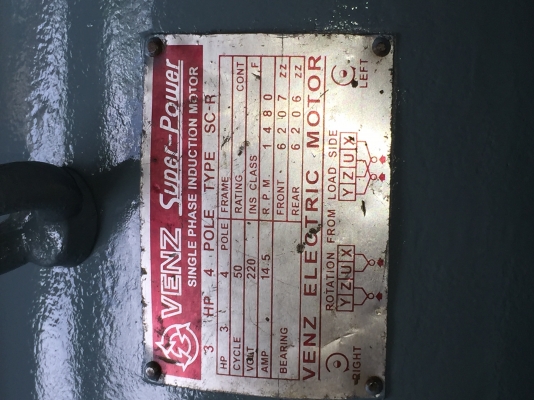 VENZ Super-Power
SINGLE PHASE INDUCTION MOTOR
3 HP 4 POLE TYPE SC-R
HP 3 4 POLE FRAME
CYCLE 50 RATING CONT
VOLT 220 INS CLASS F
AMP 14.5 R.P.M 1480
BEARING FRONT 6207 ZZ
REAR 6206 ZZ
VENZ ELECTRIC MOTOR
ROTATION FROM LOAD SIDE
YZUX YZUX
RIGHT LEFT